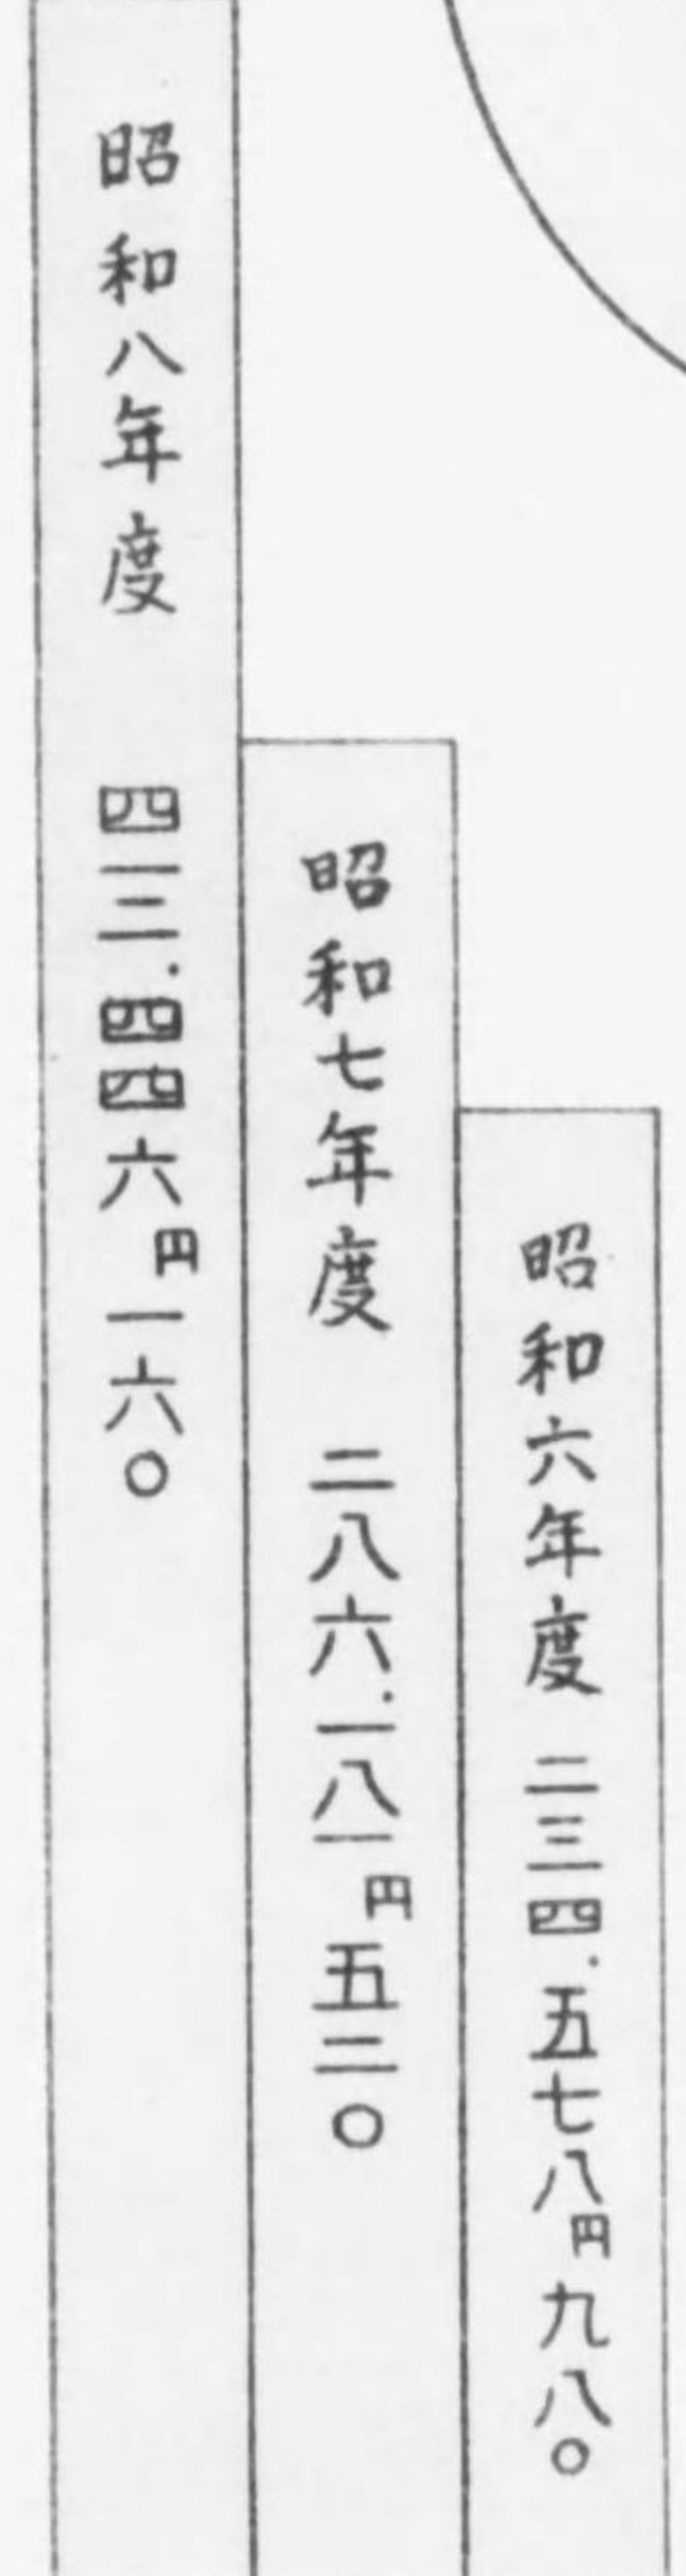 昭和六年度 二三四.五七八円九八〇
昭和七年度 二八六.一八一円五二〇
昭和八年度 四一二.四四六円一六〇